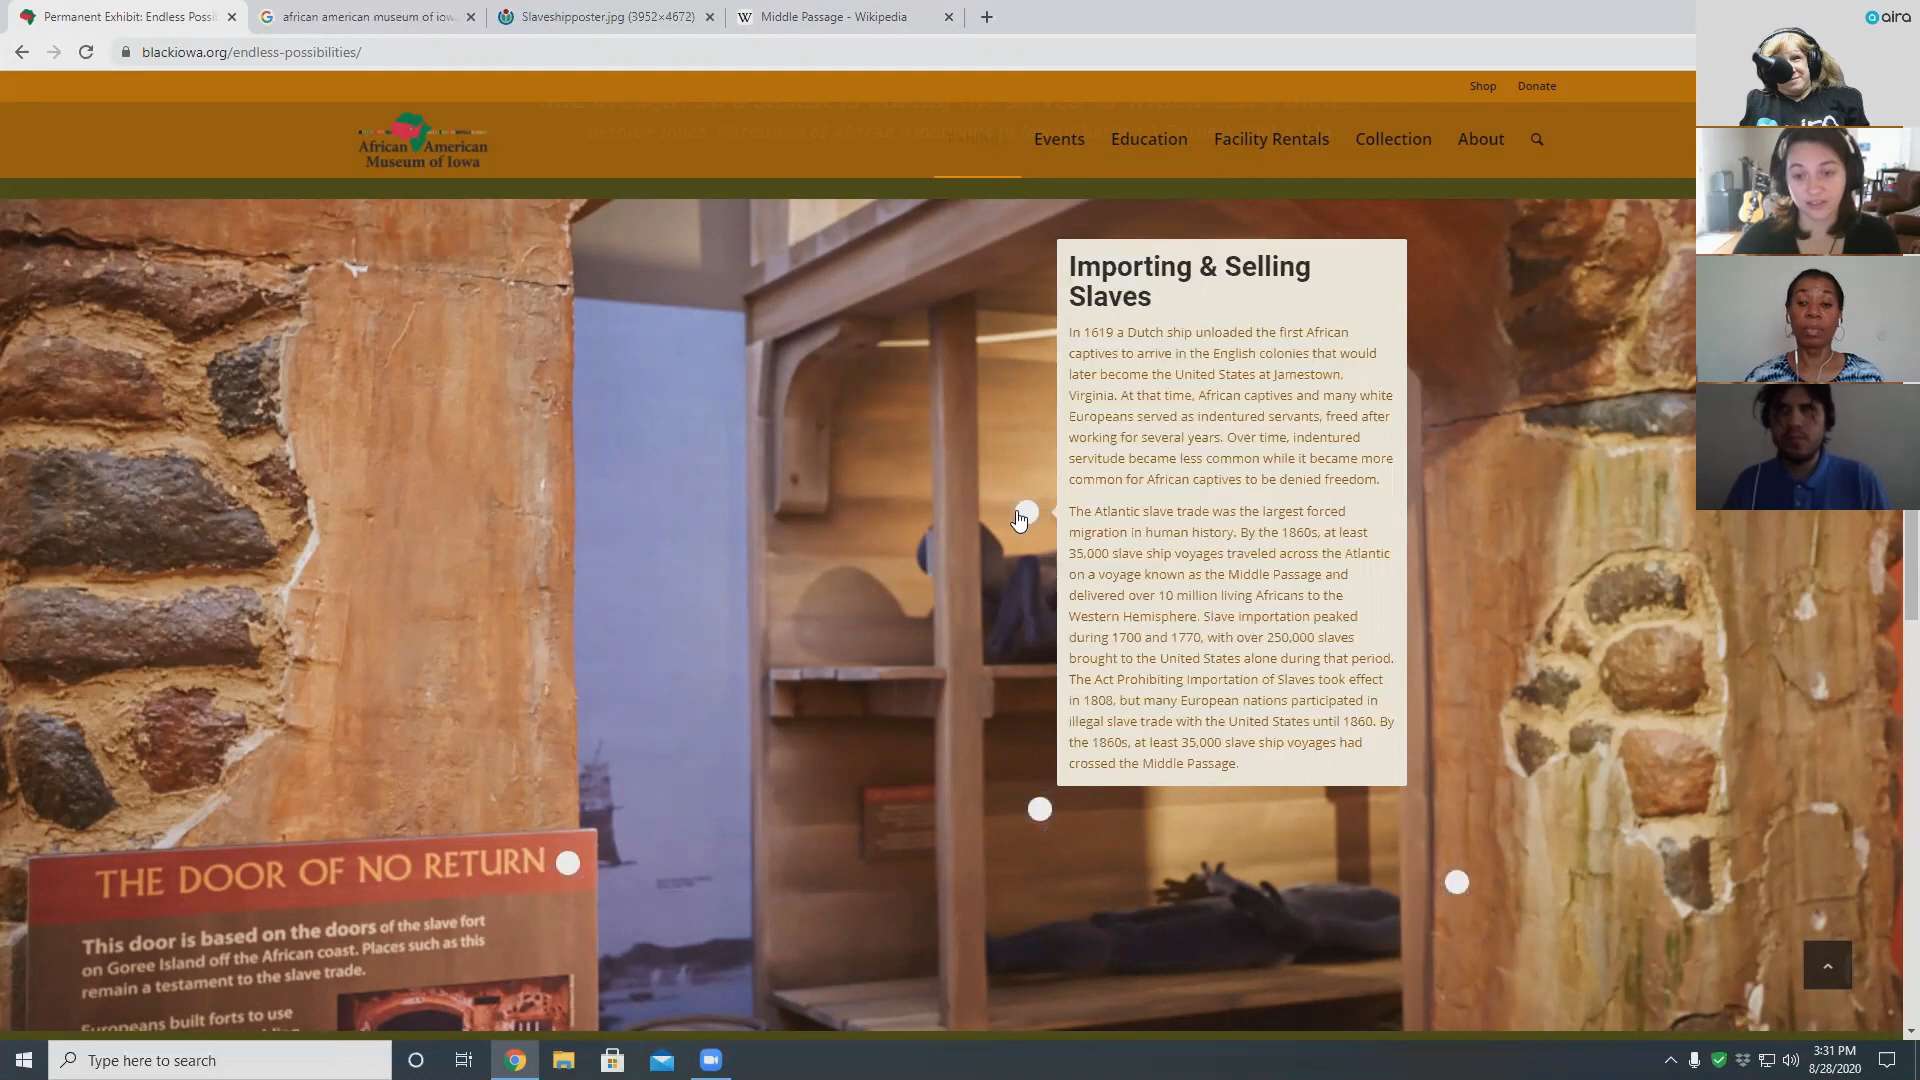 Permanent Exhibit: Endless Possi
african american museum of iow
Slaveshipposter.jpg (3952×4672)
Middle Passage - Wikipedia
blackiowa.org/endless-possibilities/
aira
Shop
Donate
African American
Museum of Iowa
Events
Education
Facility Rentals
Collection
About
Importing & Selling
Slaves
In 1619 a Dutch ship unloaded the first African
captives to arrive in the English colonies that would
later become the United States at Jamestown,
Virginia. At that time, African captives and many white
Europeans served as indentured servants, freed after
working for several years. Over time, indentured
servitude became less common while it became more
common for African captives to be denied freedom.
The Atlantic slave trade was the largest forced
migration in human history. By the 1860s, at least
35,000 slave ship voyages traveled across the Atlantic
on a voyage known as the Middle Passage and
delivered over 10 million living Africans to the
Western Hemisphere. Slave importation peaked
during 1700 and 1770, with over 250,000 slaves
brought to the United States alone during that period.
The Act Prohibiting Importation of Slaves took effect
in 1808, but many European nations participated in
illegal slave trade with the United States until 1860. By
the 1860s, at least 35,000 slave ship voyages had
crossed the Middle Passage.
THE DOOR OF NO RETURN
This door is based on the doors of the slave fort
on Goree Island off the African coast. Places such as this
remain a testament to the slave trade.
Europeans built forts to use
Type here to search
3:31 PM
8/28/2020